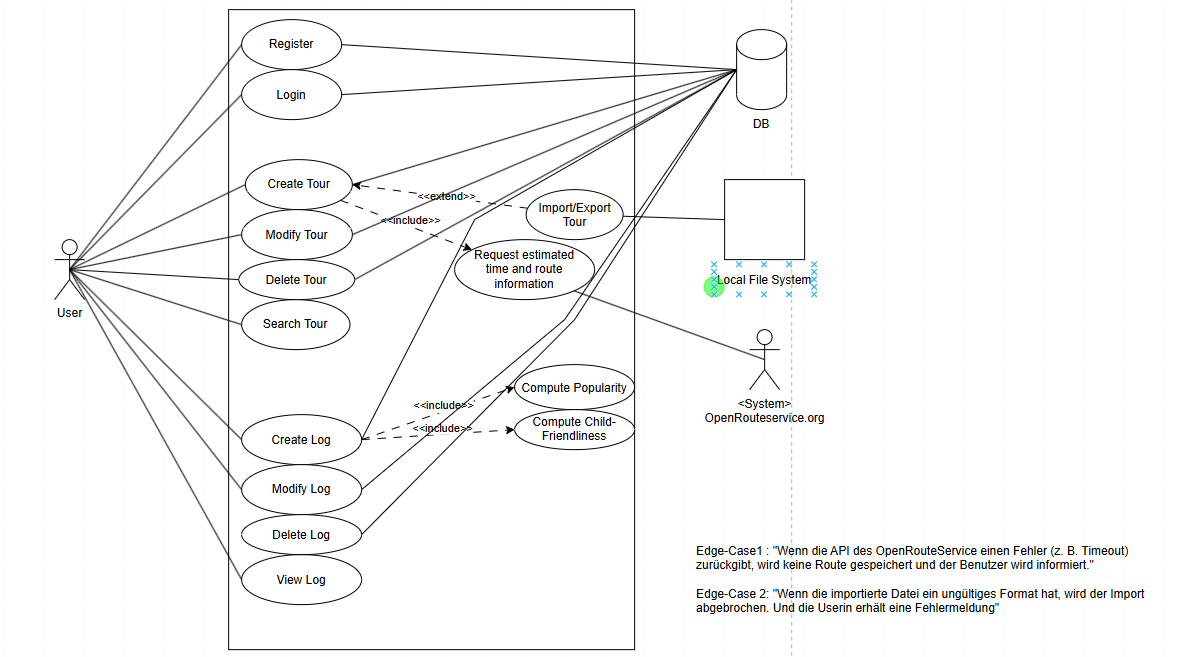 Register
Login
DB
Create Tour
<<extend>>
Import/Export
Tour
<<include>>
Modify Tour
Request estimated
time and route
information
Delete Tour
Local File System
User
Search Tour
Compute Popularity
<System>
OpenRouteservice.org
<<include>>
Create Log
<<include>>
Compute Child-
Friendliness
Modify Log
Delete Log
View Log
Edge-Case1 : "Wenn die API des OpenRouteService einen Fehler (z. B. Timeout)
zurückgibt, wird keine Route gespeichert und der Benutzer wird informiert."
Edge-Case 2: "Wenn die importierte Datei ein ungültiges Format hat, wird der Import
abgebrochen. Und die Userin erhält eine Fehlermeldung"